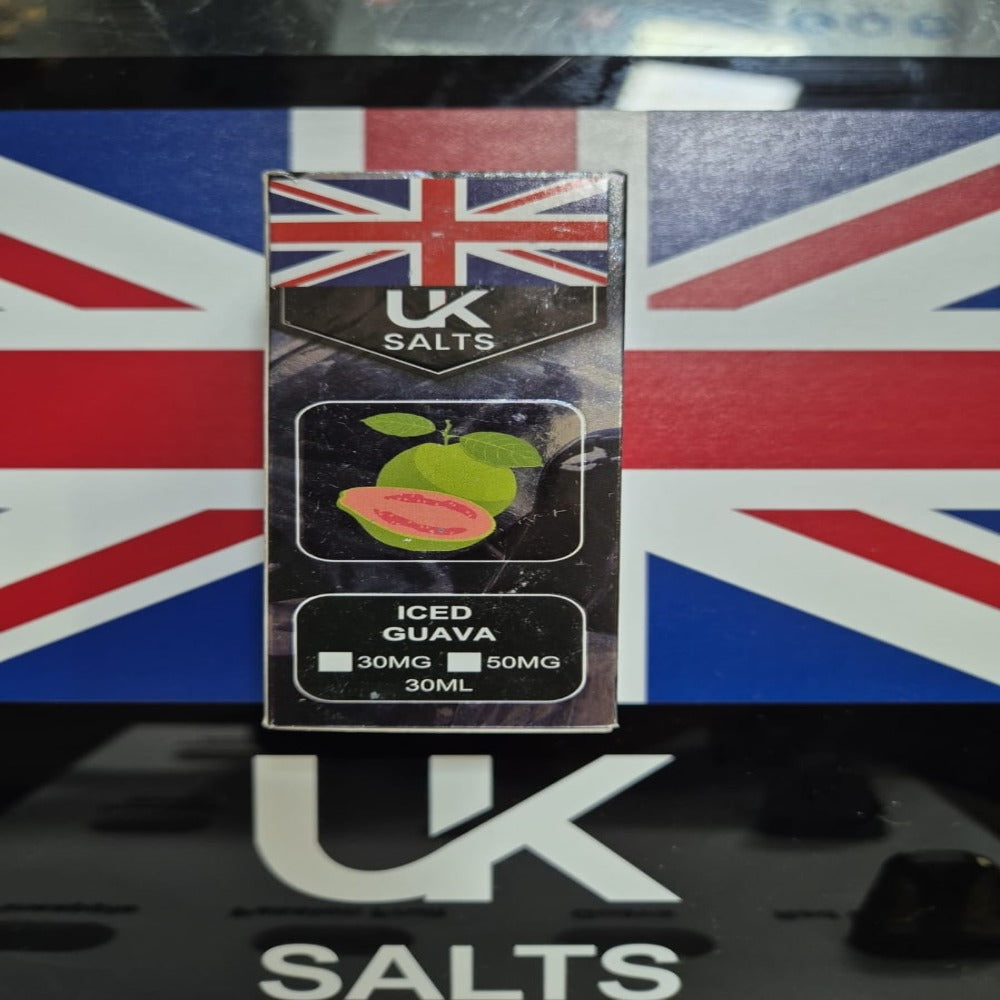 UK
SALTS
ICED
GUAVA
30MG 50MG
30ML
UK
SALTS